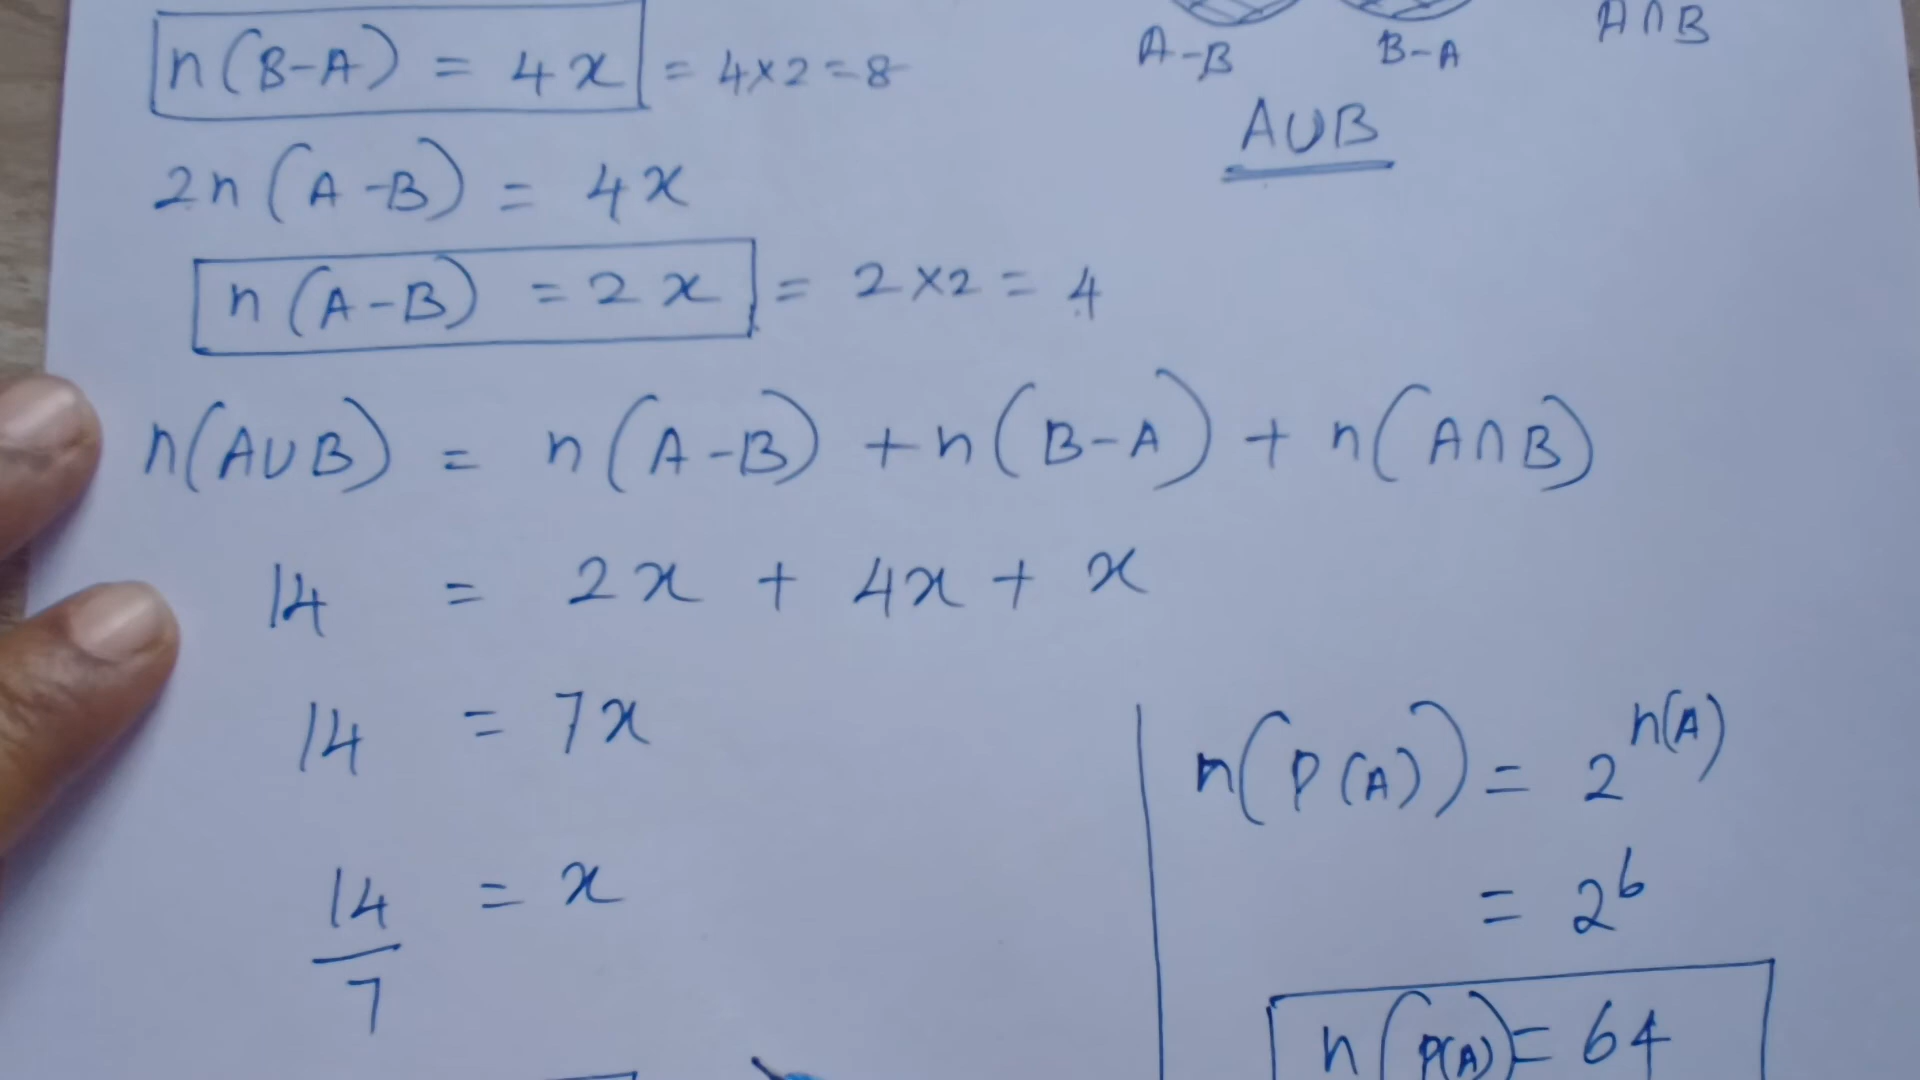 n(B-A) = 4x = 4×2=8
A-B B-A A∩B
A∪B
2n(A-B) = 4x
n(A-B) = 2x = 2×2 = 4
n(A∪B) = n(A-B) + n(B-A) + n(A∩B)
14 = 2x + 4x + x
14 = 7x
14/7 = x
n(P(A)) = 2^n(A)
= 2^6
n(P(A)) = 64